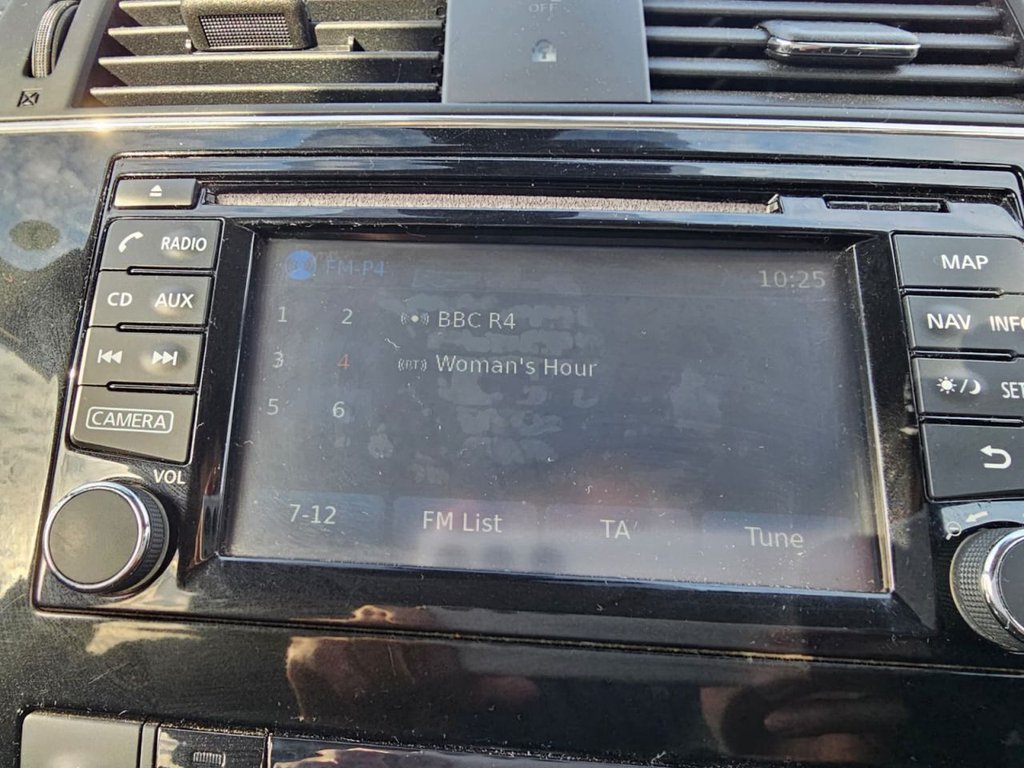 OFF
RADIO
CD AUX
CAMERA
VOL
FM-P4
10:25
1 2 BBC R4
3 4 (RT) Woman's Hour
5 6
7-12 FM List TA Tune
MAP
NAV INFO
SET